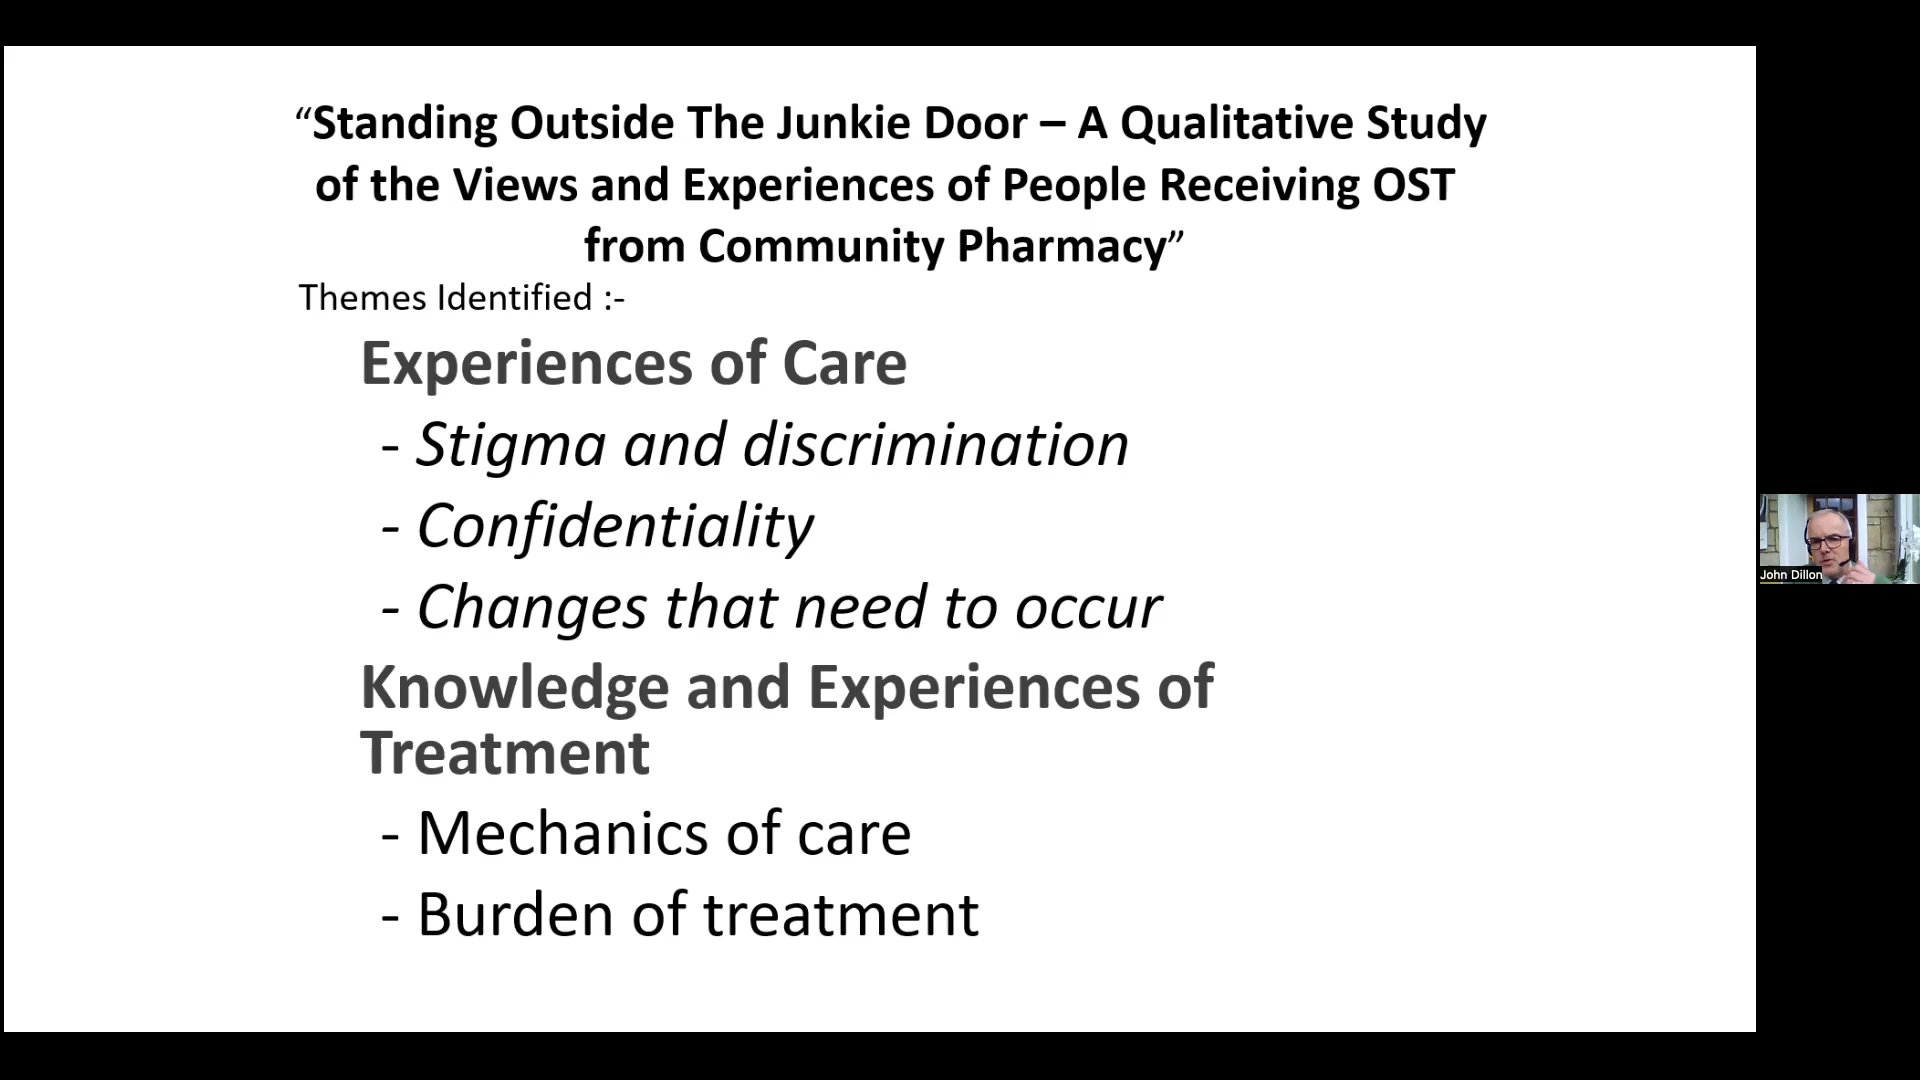 “Standing Outside The Junkie Door – A Qualitative Study
of the Views and Experiences of People Receiving OST
from Community Pharmacy”
Themes Identified :-
Experiences of Care
- Stigma and discrimination
- Confidentiality
- Changes that need to occur
Knowledge and Experiences of
Treatment
- Mechanics of care
- Burden of treatment
John Dillon